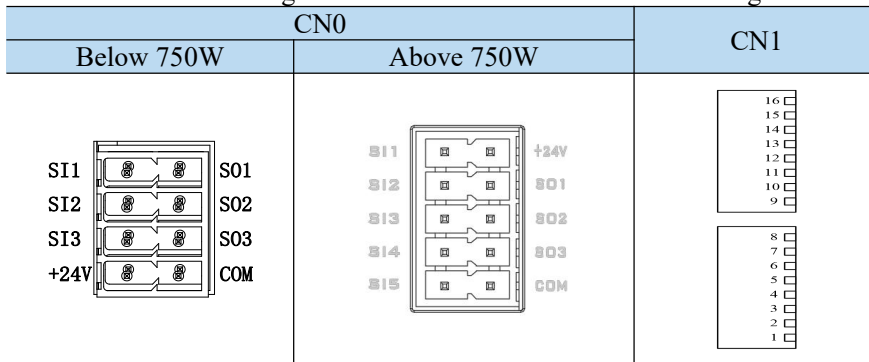 CN0
CN1
Below 750W
Above 750W
SI1 SO1
SI2 SO2
SI3 SO3
+24V COM
SI1 +24V
SI2 SO1
SI3 SO2
SI4 SO3
SI5 COM
16
15
14
13
12
11
10
9
8
7
6
5
4
3
2
1